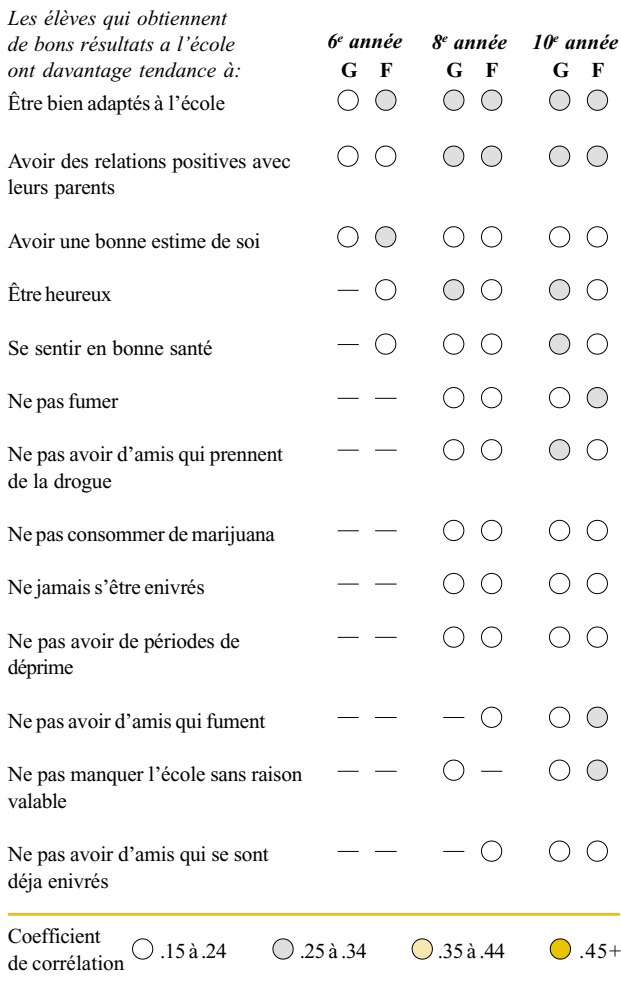 Les élèves qui obtiennent
de bons résultats a l'école
ont davantage tendance à:
6e année 8e année 10e année
G F G F G F
Être bien adaptés à l'école
Avoir des relations positives avec
leurs parents
Avoir une bonne estime de soi
Être heureux
—
Se sentir en bonne santé
—
Ne pas fumer
— —
Ne pas avoir d'amis qui prennent
— —
de la drogue
Ne pas consommer de marijuana
— —
Ne jamais s'être enivrés
— —
Ne pas avoir de périodes de
— —
déprime
Ne pas avoir d'amis qui fument
— — —
Ne pas manquer l'école sans raison
— — —
valable
Ne pas avoir d'amis qui se sont
— — —
déja enivrés
Coefficient
de corrélation
.15 à .24 .25 à .34 .35 à .44 .45+